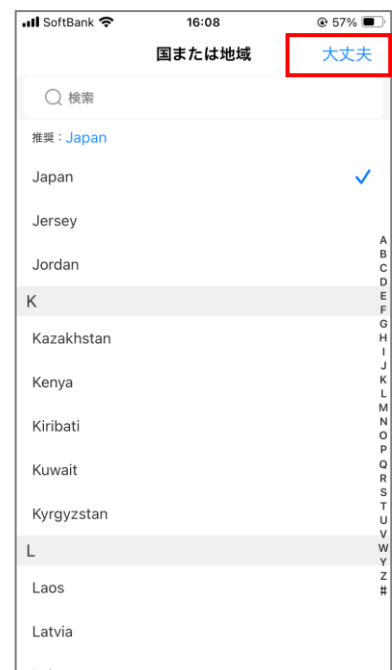 SoftBank 16:08 57%
国または地域 大丈夫
検索
推奨：Japan
Japan
Jersey
Jordan
K
Kazakhstan
Kenya
Kiribati
Kuwait
Kyrgyzstan
L
Laos
Latvia
A
B
C
D
E
F
G
H
I
J
K
L
M
N
O
P
Q
R
S
T
U
V
W
Y
Z
#